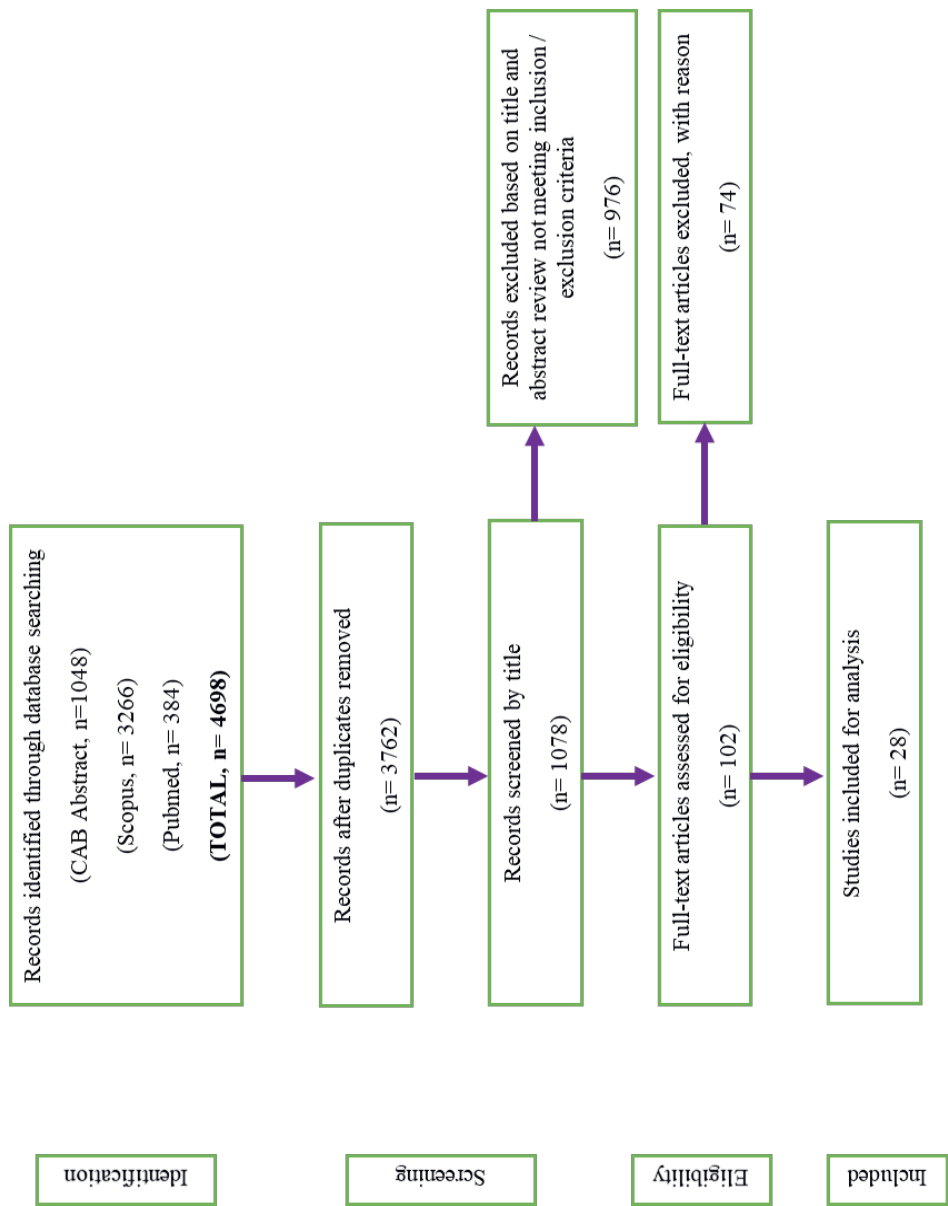 Identification
Records identified through database searching
(CAB Abstract, n=1048)
(Scopus, n= 3266)
(Pubmed, n= 384)
(TOTAL, n= 4698)
Screening
Records after duplicates removed
(n= 3762)
Records screened by title
(n= 1078)
Records excluded based on title and
abstract review not meeting inclusion /
exclusion criteria
(n= 976)
Eligibility
Full-text articles assessed for eligibility
(n= 102)
Full-text articles excluded, with reason
(n= 74)
Included
Studies included for analysis
(n= 28)